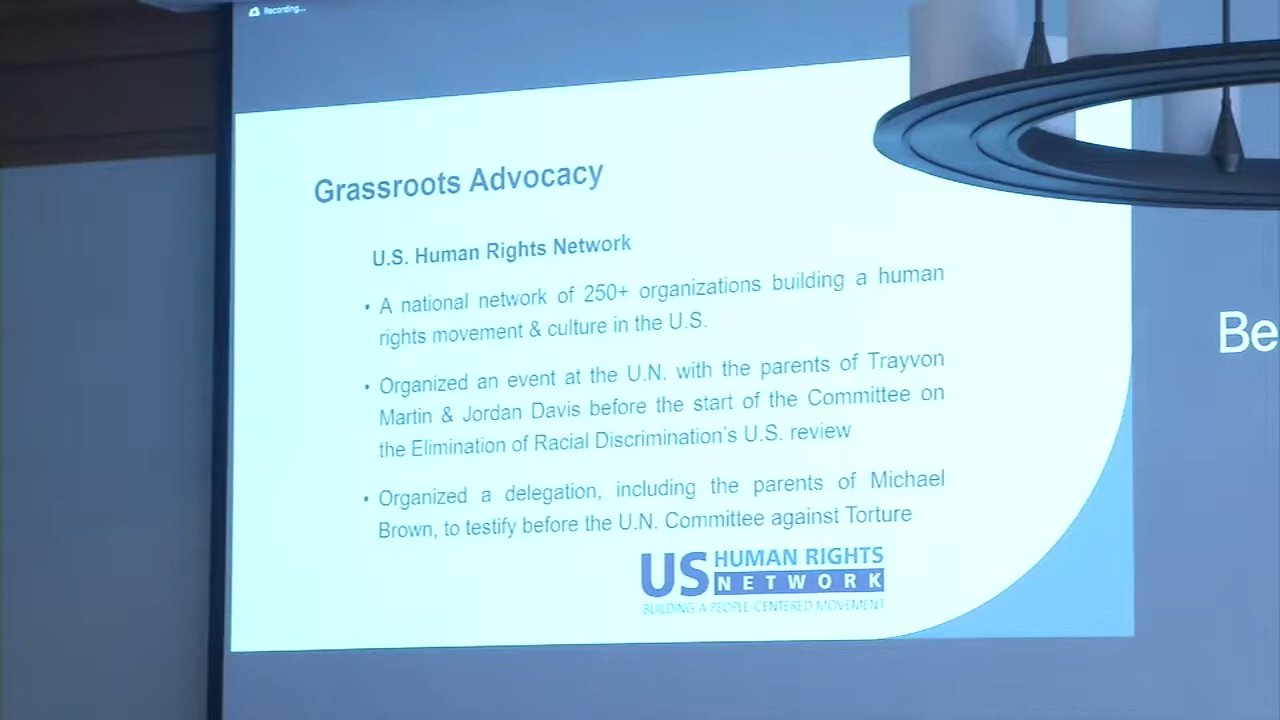 Recording...
Grassroots Advocacy
U.S. Human Rights Network
• A national network of 250+ organizations building a human
rights movement & culture in the U.S.
• Organized an event at the U.N. with the parents of Trayvon
Martin & Jordan Davis before the start of the Committee on
the Elimination of Racial Discrimination's U.S. review
• Organized a delegation, including the parents of Michael
Brown, to testify before the U.N. Committee against Torture
US HUMAN RIGHTS
NETWORK
BUILDING A PEOPLE-CENTERED MOVEMENT
Be